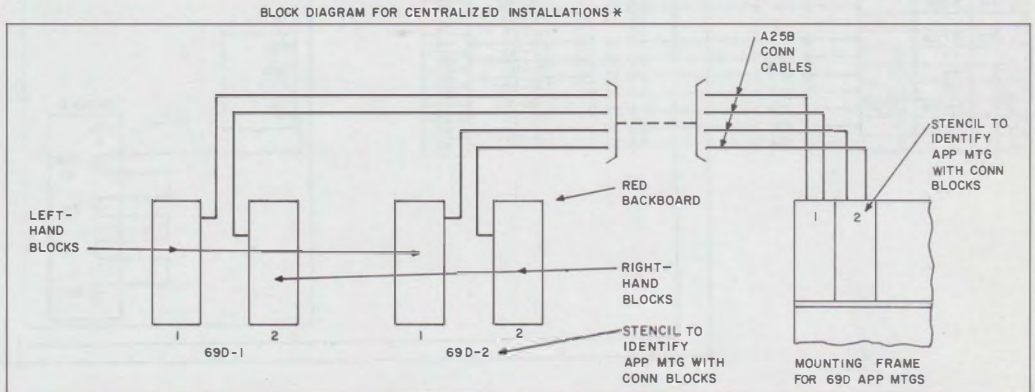 BLOCK DIAGRAM FOR CENTRALIZED INSTALLATIONS *
A25B
CONN
CABLES
STENCIL TO
IDENTIFY
APP MTG
WITH CONN
BLOCKS
RED
BACKBOARD
LEFT-
HAND
BLOCKS
1 2
RIGHT-
HAND
BLOCKS
1 2 1 2
69D-1 69D-2
STENCIL TO
IDENTIFY
APP MTG WITH
CONN BLOCKS
MOUNTING FRAME
FOR 69D APP MTGS